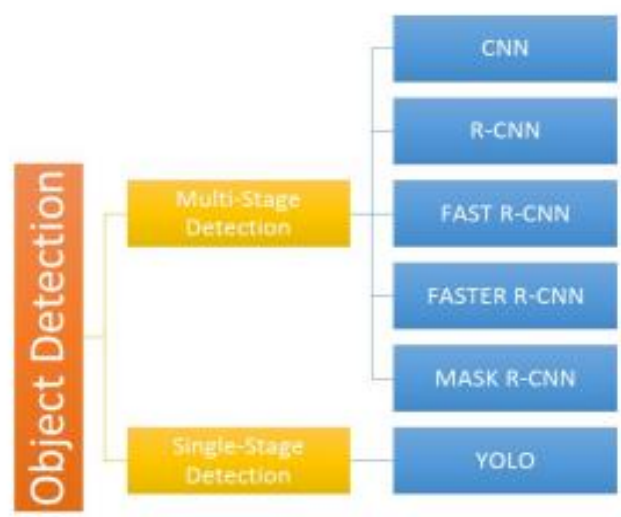 Object Detection
Multi-Stage
Detection
Single-Stage
Detection
CNN
R-CNN
FAST R-CNN
FASTER R-CNN
MASK R-CNN
YOLO